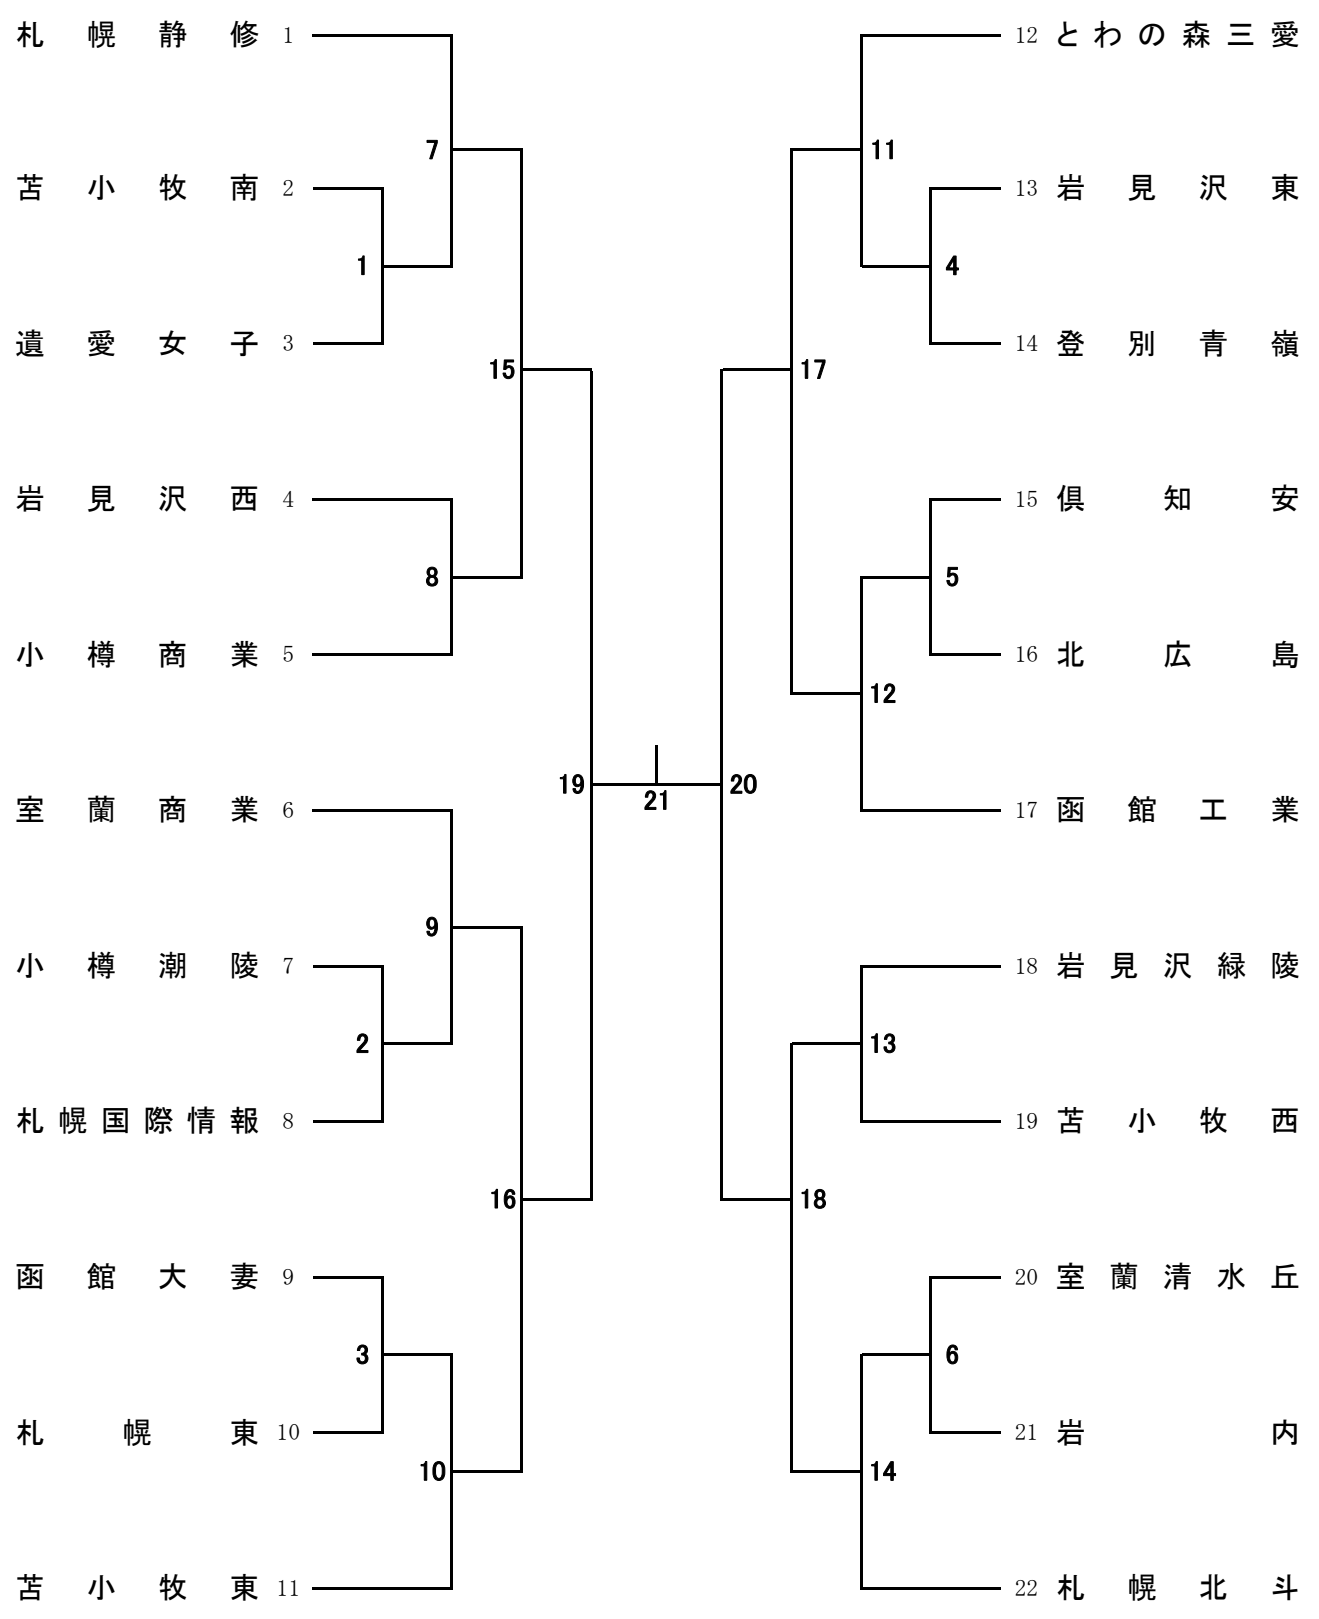 札幌静修 1
7
苫小牧南 2
1
遺愛女子 3
15
岩見沢西 4
8
小樽商業 5
19
室蘭商業 6
9
小樽潮陵 7
2
札幌国際情報 8
16
函館大妻 9
3
札幌東 10
10
苫小牧東 11
21
12 とわの森三愛
11
13 岩見沢東
4
14 登別青嶺
17
15 倶知安
5
16 北広島
12
20
17 函館工業
18 岩見沢緑陵
13
19 苫小牧西
18
20 室蘭清水丘
6
21 岩内
14
22 札幌北斗